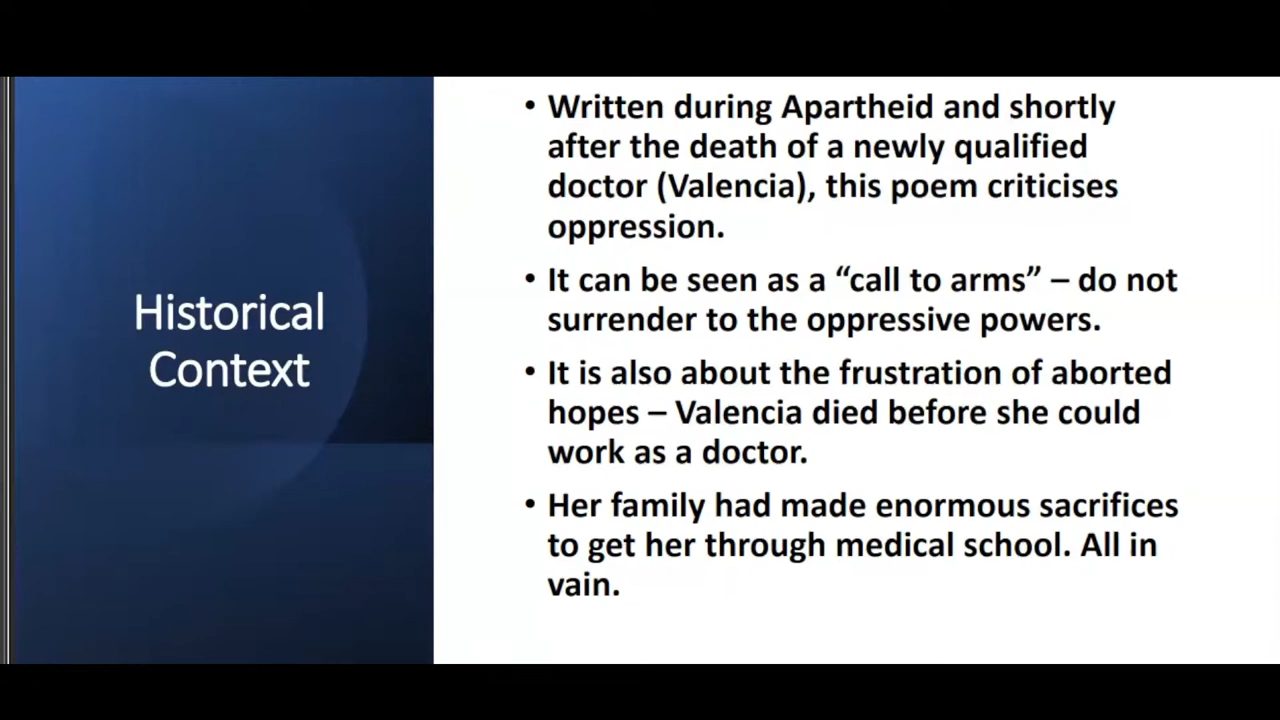 Historical
Context
• Written during Apartheid and shortly
after the death of a newly qualified
doctor (Valencia), this poem criticises
oppression.
• It can be seen as a “call to arms” – do not
surrender to the oppressive powers.
• It is also about the frustration of aborted
hopes – Valencia died before she could
work as a doctor.
• Her family had made enormous sacrifices
to get her through medical school. All in
vain.